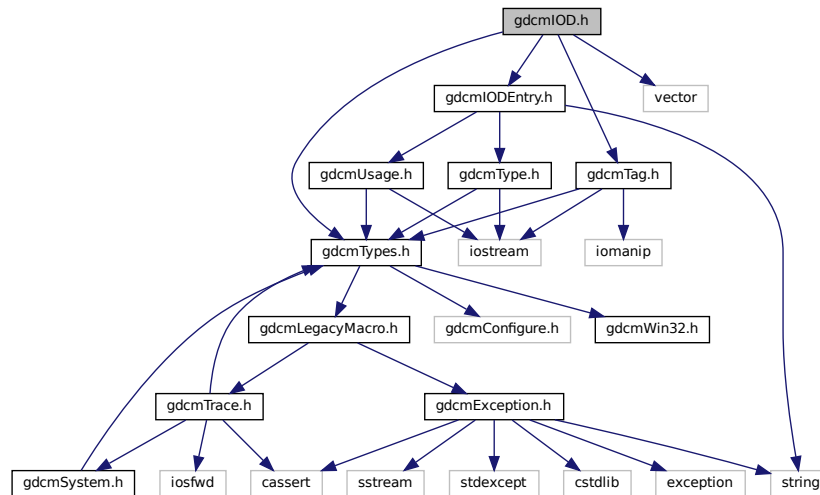 gdcmIOD.h
gdcmIODEntry.h
vector
gdcmUsage.h
gdcmType.h
gdcmTag.h
gdcmTypes.h
iostream
iomanip
gdcmLegacyMacro.h
gdcmConfigure.h
gdcmWin32.h
gdcmTrace.h
gdcmException.h
gdcmSystem.h
iosfwd
cassert
sstream
stdexcept
cstdlib
exception
string